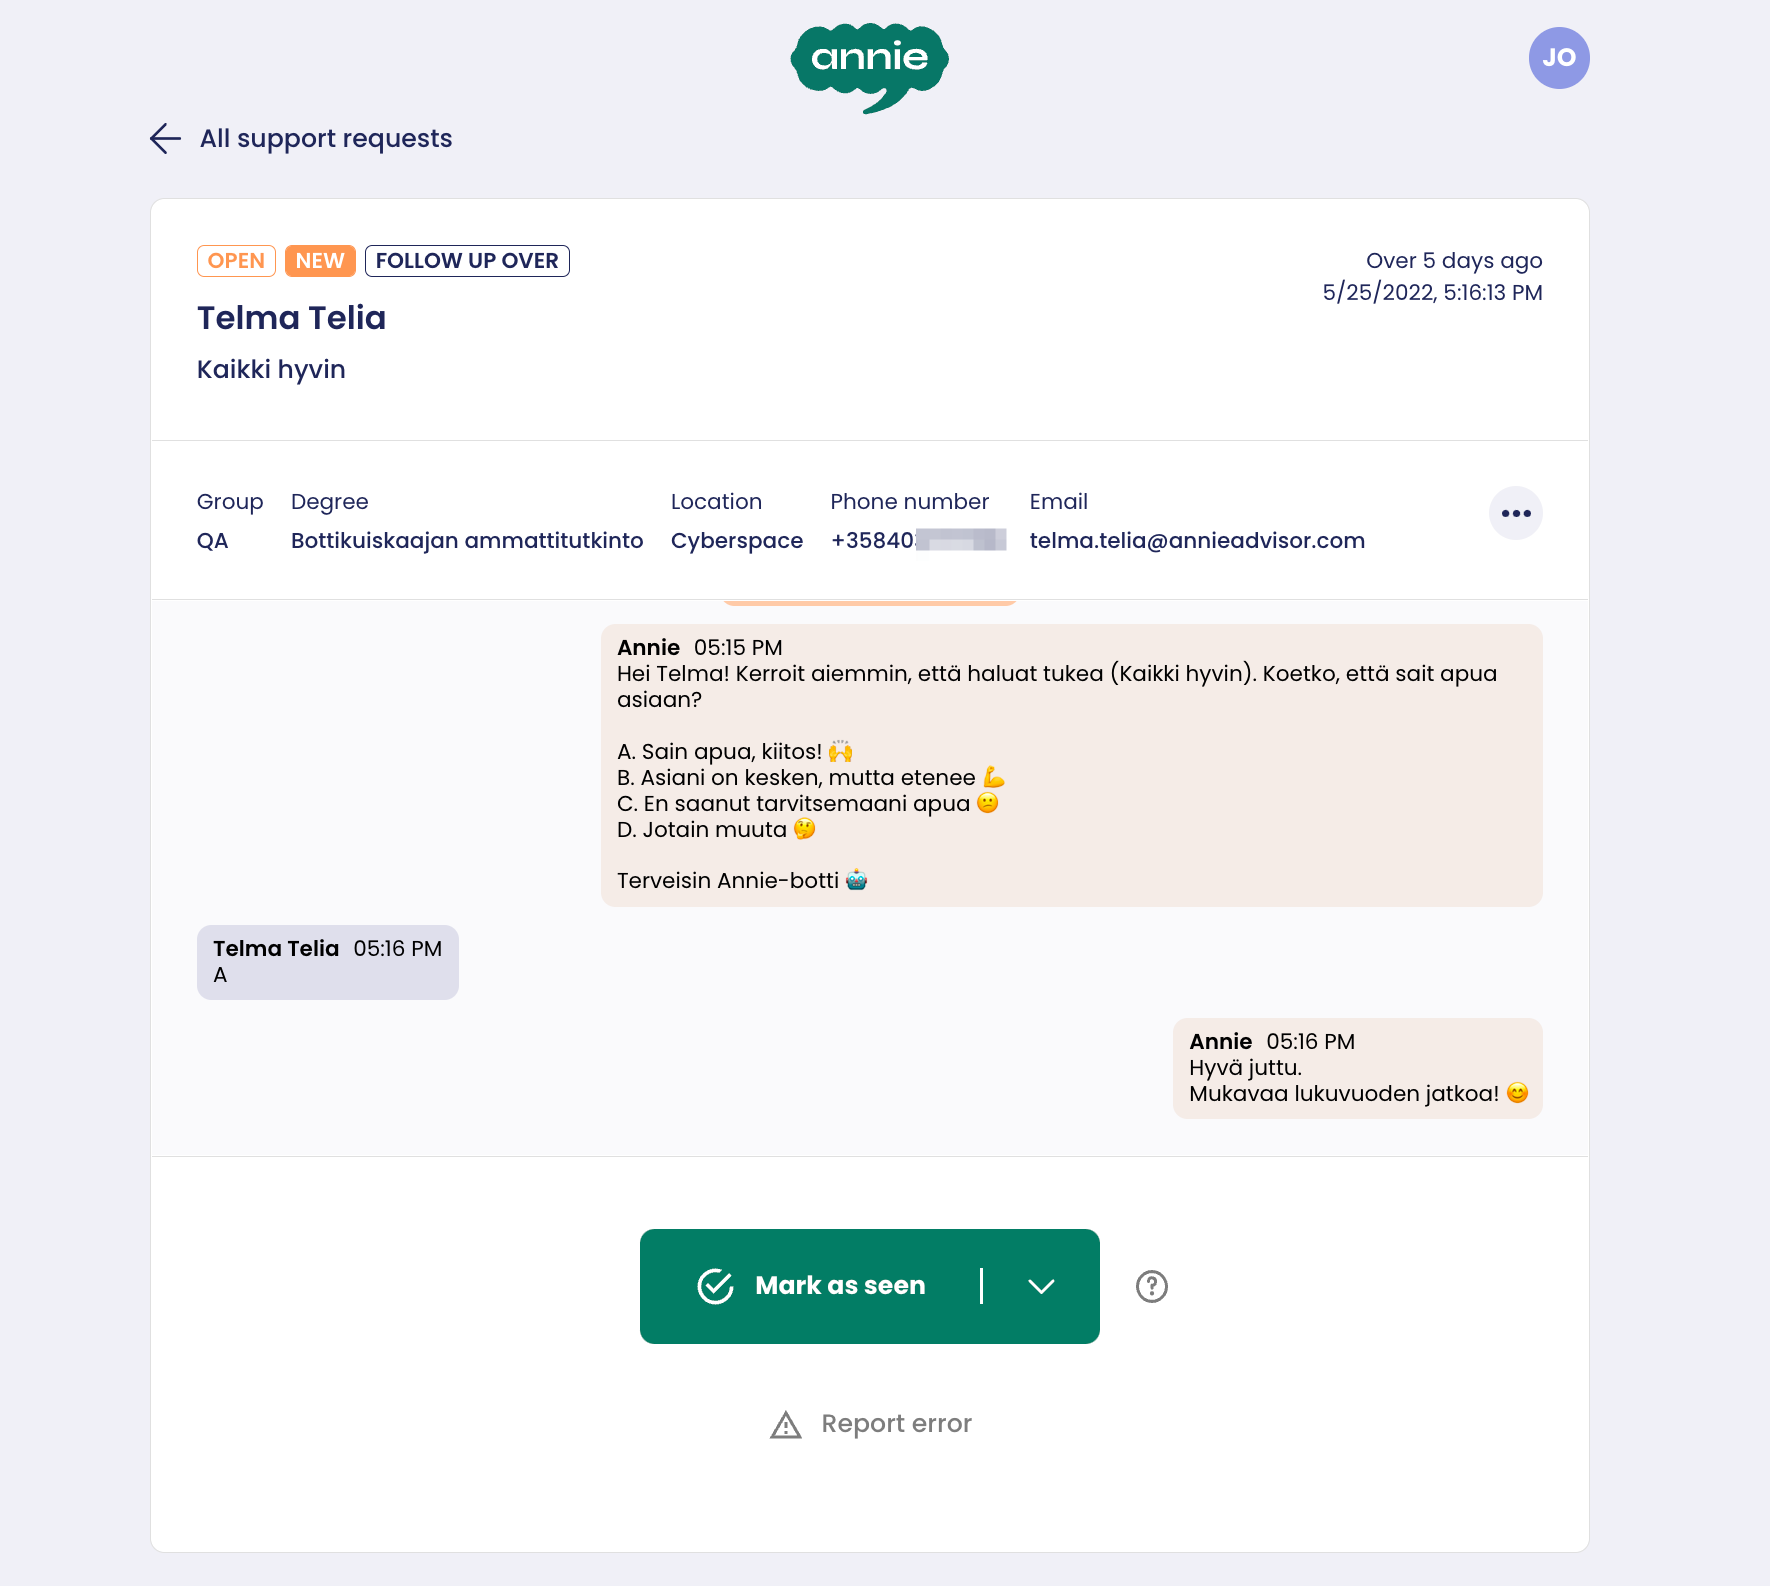 annie
JO
All support requests
OPEN NEW FOLLOW UP OVER
Over 5 days ago
5/25/2022, 5:16:13 PM
Telma Telia
Kaikki hyvin
Group Degree Location Phone number Email
QA Bottikuiskaajan ammattitutkinto Cyberspace +35840 telma.telia@annieadvisor.com
Annie 05:15 PM
Hei Telma! Kerroit aiemmin, että haluat tukea (Kaikki hyvin). Koetko, että sait apua
asiaan?
A. Sain apua, kiitos! 🙌
B. Asiani on kesken, mutta etenee 💪
C. En saanut tarvitsemaani apua 😕
D. Jotain muuta 🤔
Terveisin Annie-botti 🤖
Telma Telia 05:16 PM
A
Annie 05:16 PM
Hyvä juttu.
Mukavaa lukuvuoden jatkoa! 😊
Mark as seen
Report error